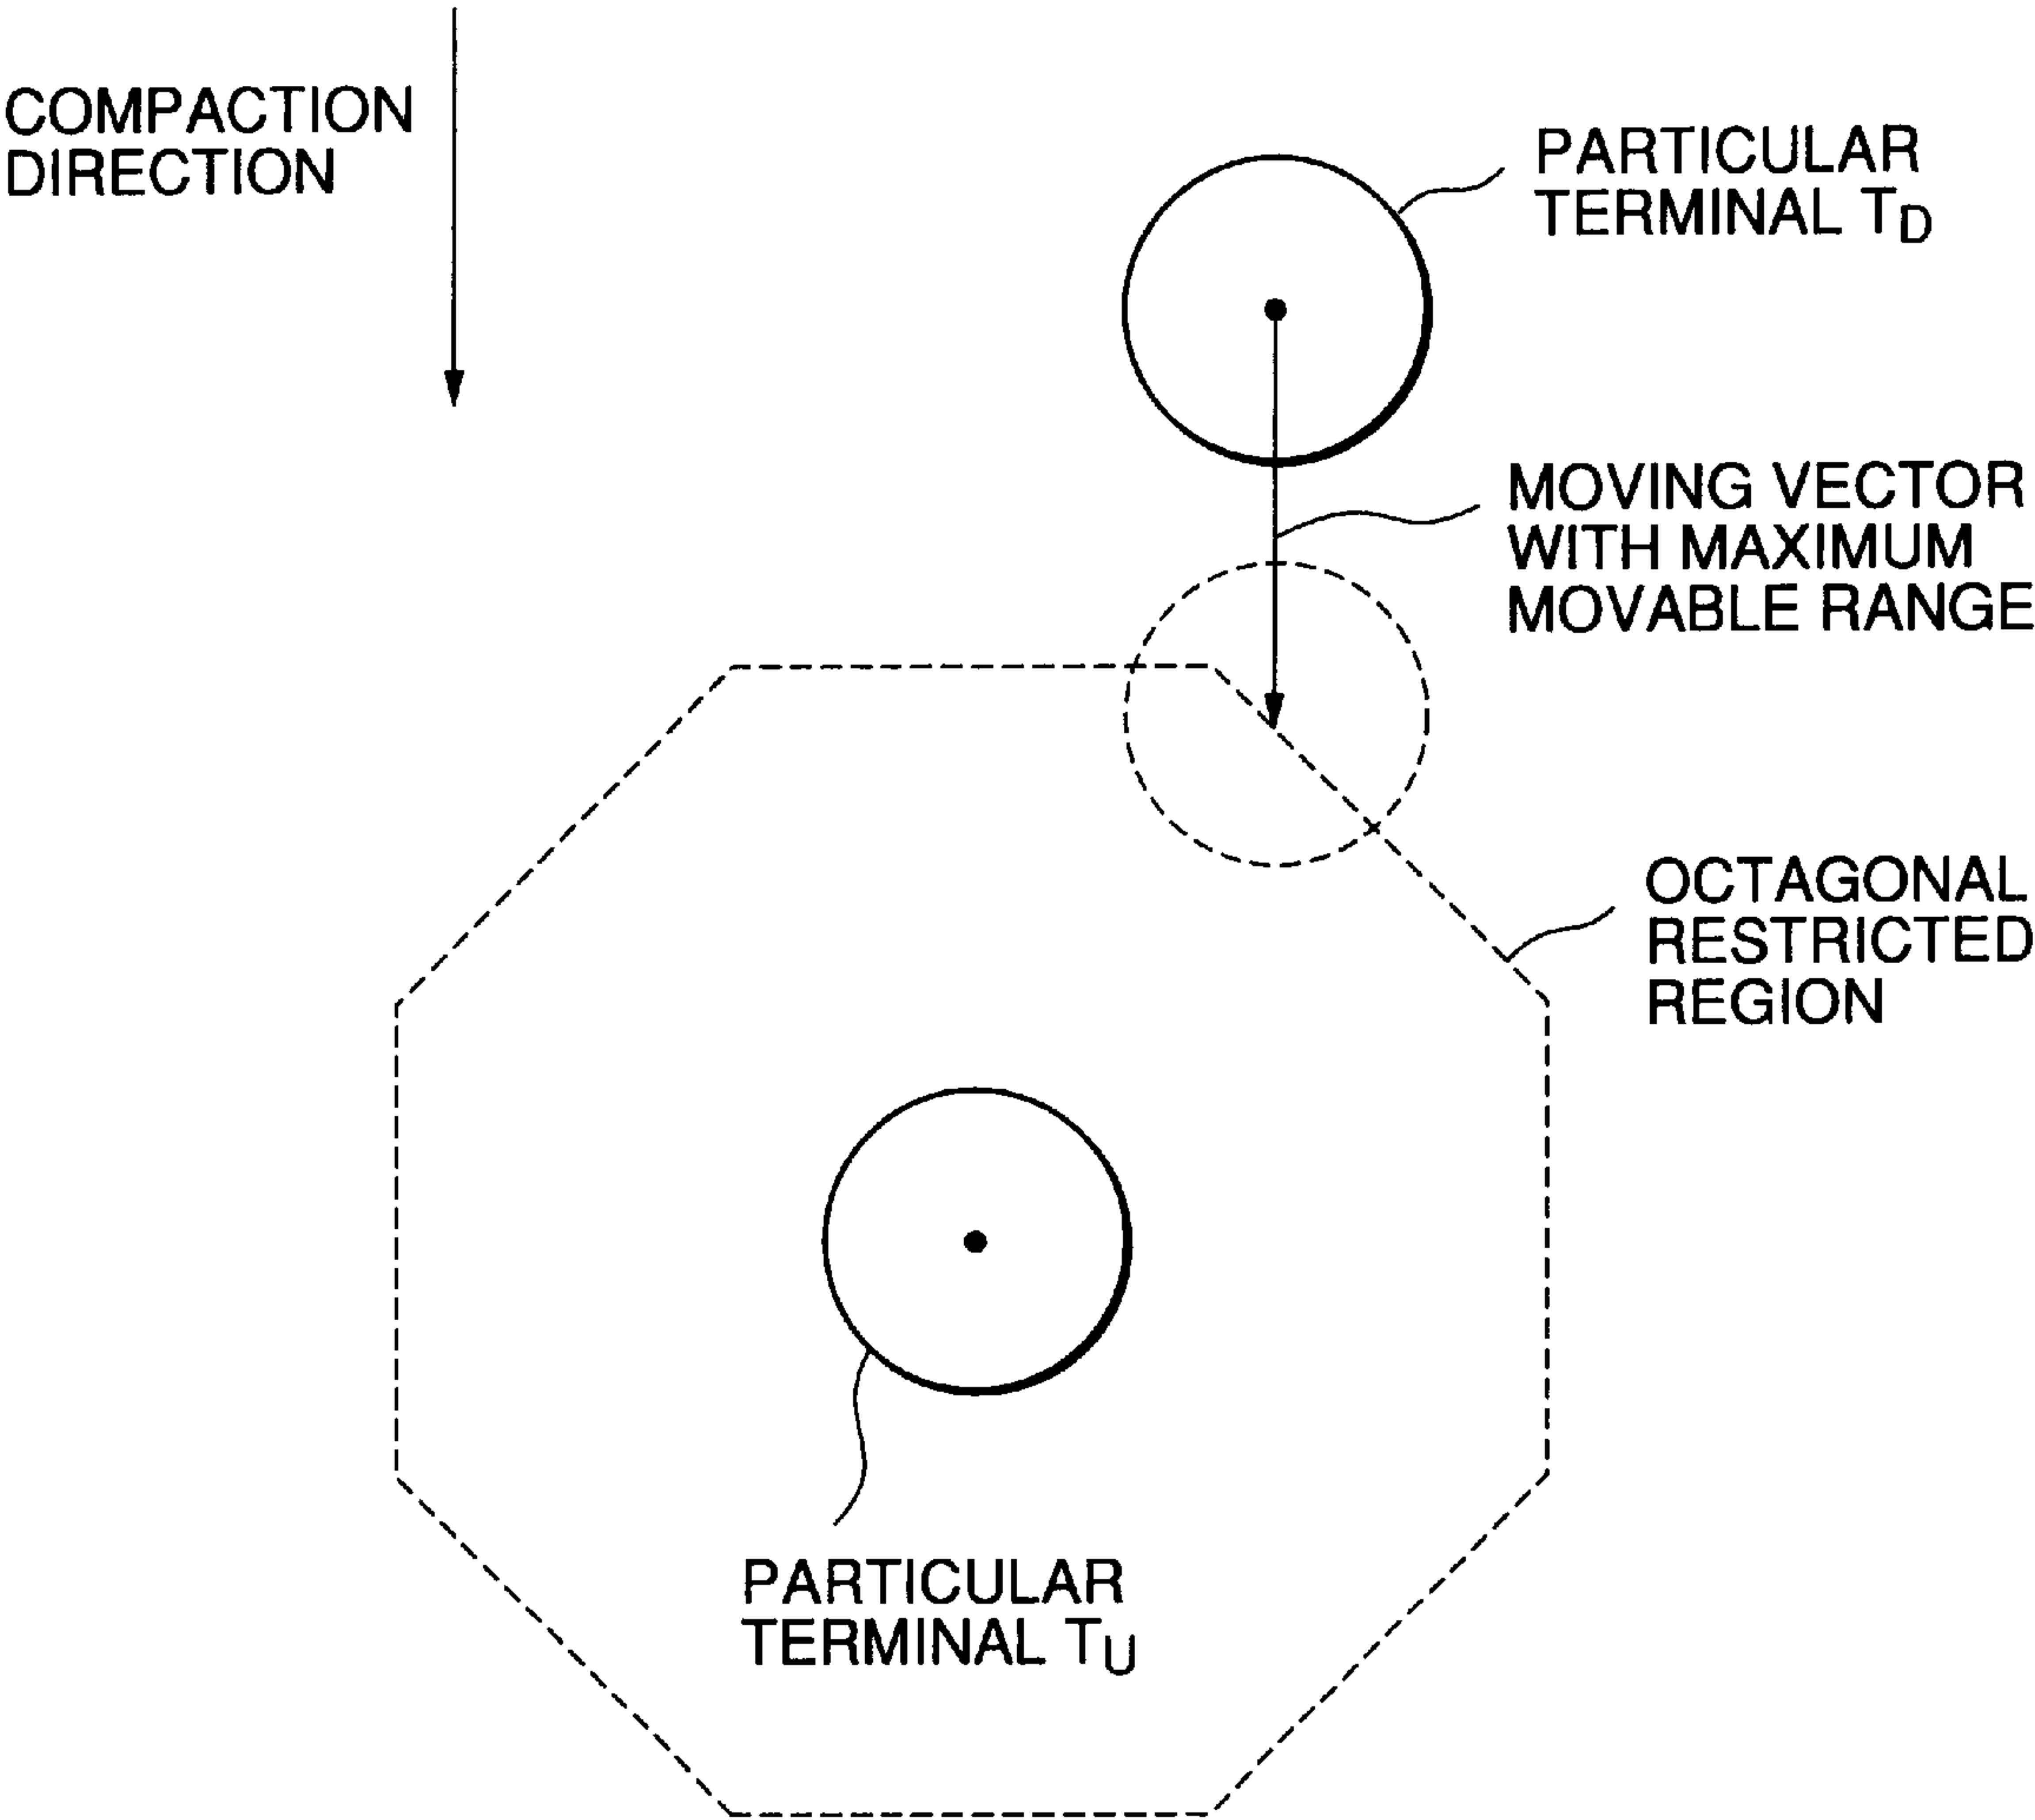 COMPACTION
DIRECTION
PARTICULAR
TERMINAL TD
MOVING VECTOR
WITH MAXIMUM
MOVABLE RANGE
OCTAGONAL
RESTRICTED
REGION
PARTICULAR
TERMINAL TU